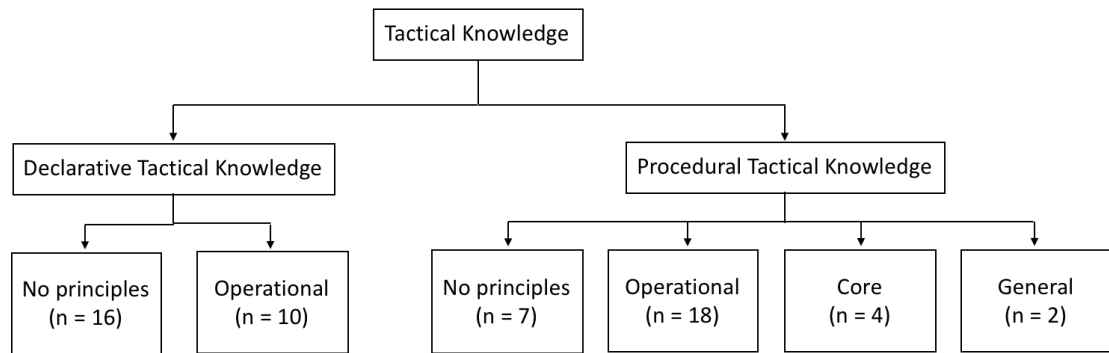 Tactical Knowledge
Declarative Tactical Knowledge
Procedural Tactical Knowledge
No principles
(n = 16)
Operational
(n = 10)
No principles
(n = 7)
Operational
(n = 18)
Core
(n = 4)
General
(n = 2)